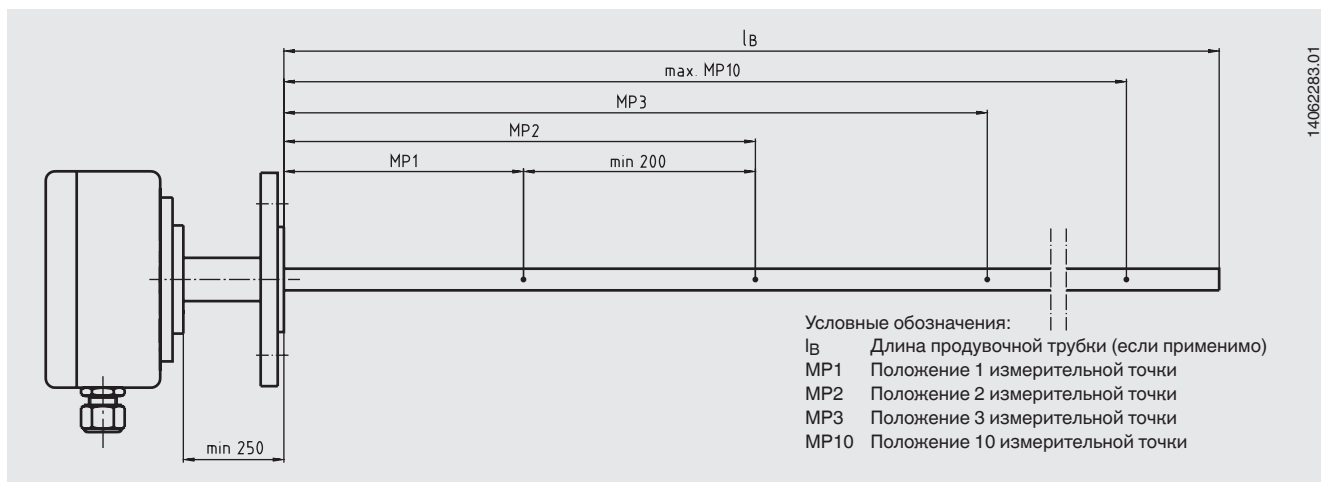 lB
max. MP10
MP3
MP2
MP1
min 200
14062283.01
min 250
Условные обозначения:
lB Длина продувочной трубки (если применимо)
MP1 Положение 1 измерительной точки
MP2 Положение 2 измерительной точки
MP3 Положение 3 измерительной точки
MP10 Положение 10 измерительной точки